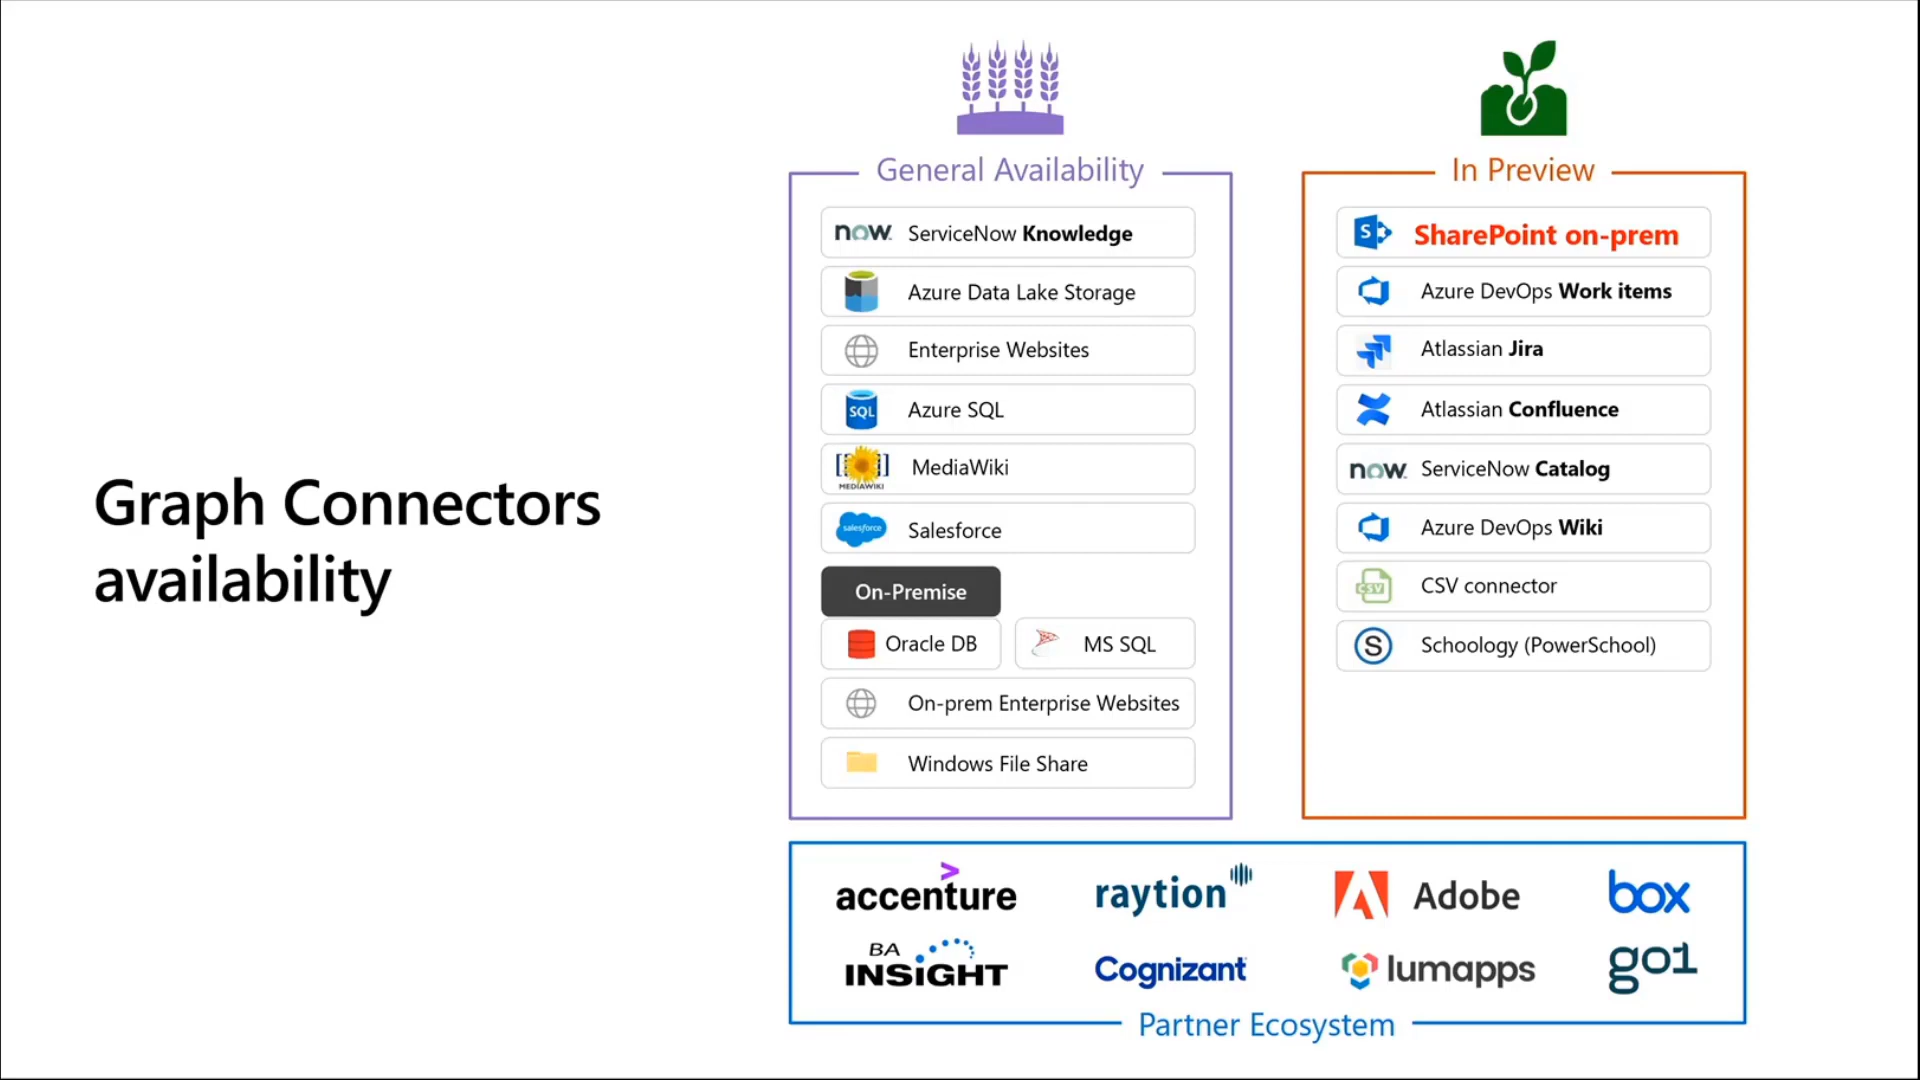 Graph Connectors
availability
General Availability
now. ServiceNow Knowledge
Azure Data Lake Storage
Enterprise Websites
SQL Azure SQL
MEDIAWIKI MediaWiki
salesforce Salesforce
On-Premise
Oracle DB
MS SQL
On-prem Enterprise Websites
Windows File Share
In Preview
S SharePoint on-prem
Azure DevOps Work items
Atlassian Jira
Atlassian Confluence
now. ServiceNow Catalog
Azure DevOps Wiki
CSV CSV connector
S Schoology (PowerSchool)
accenture
raytion
Adobe
box
BA
INSiGHT
Cognizant
lumapps
go1
Partner Ecosystem